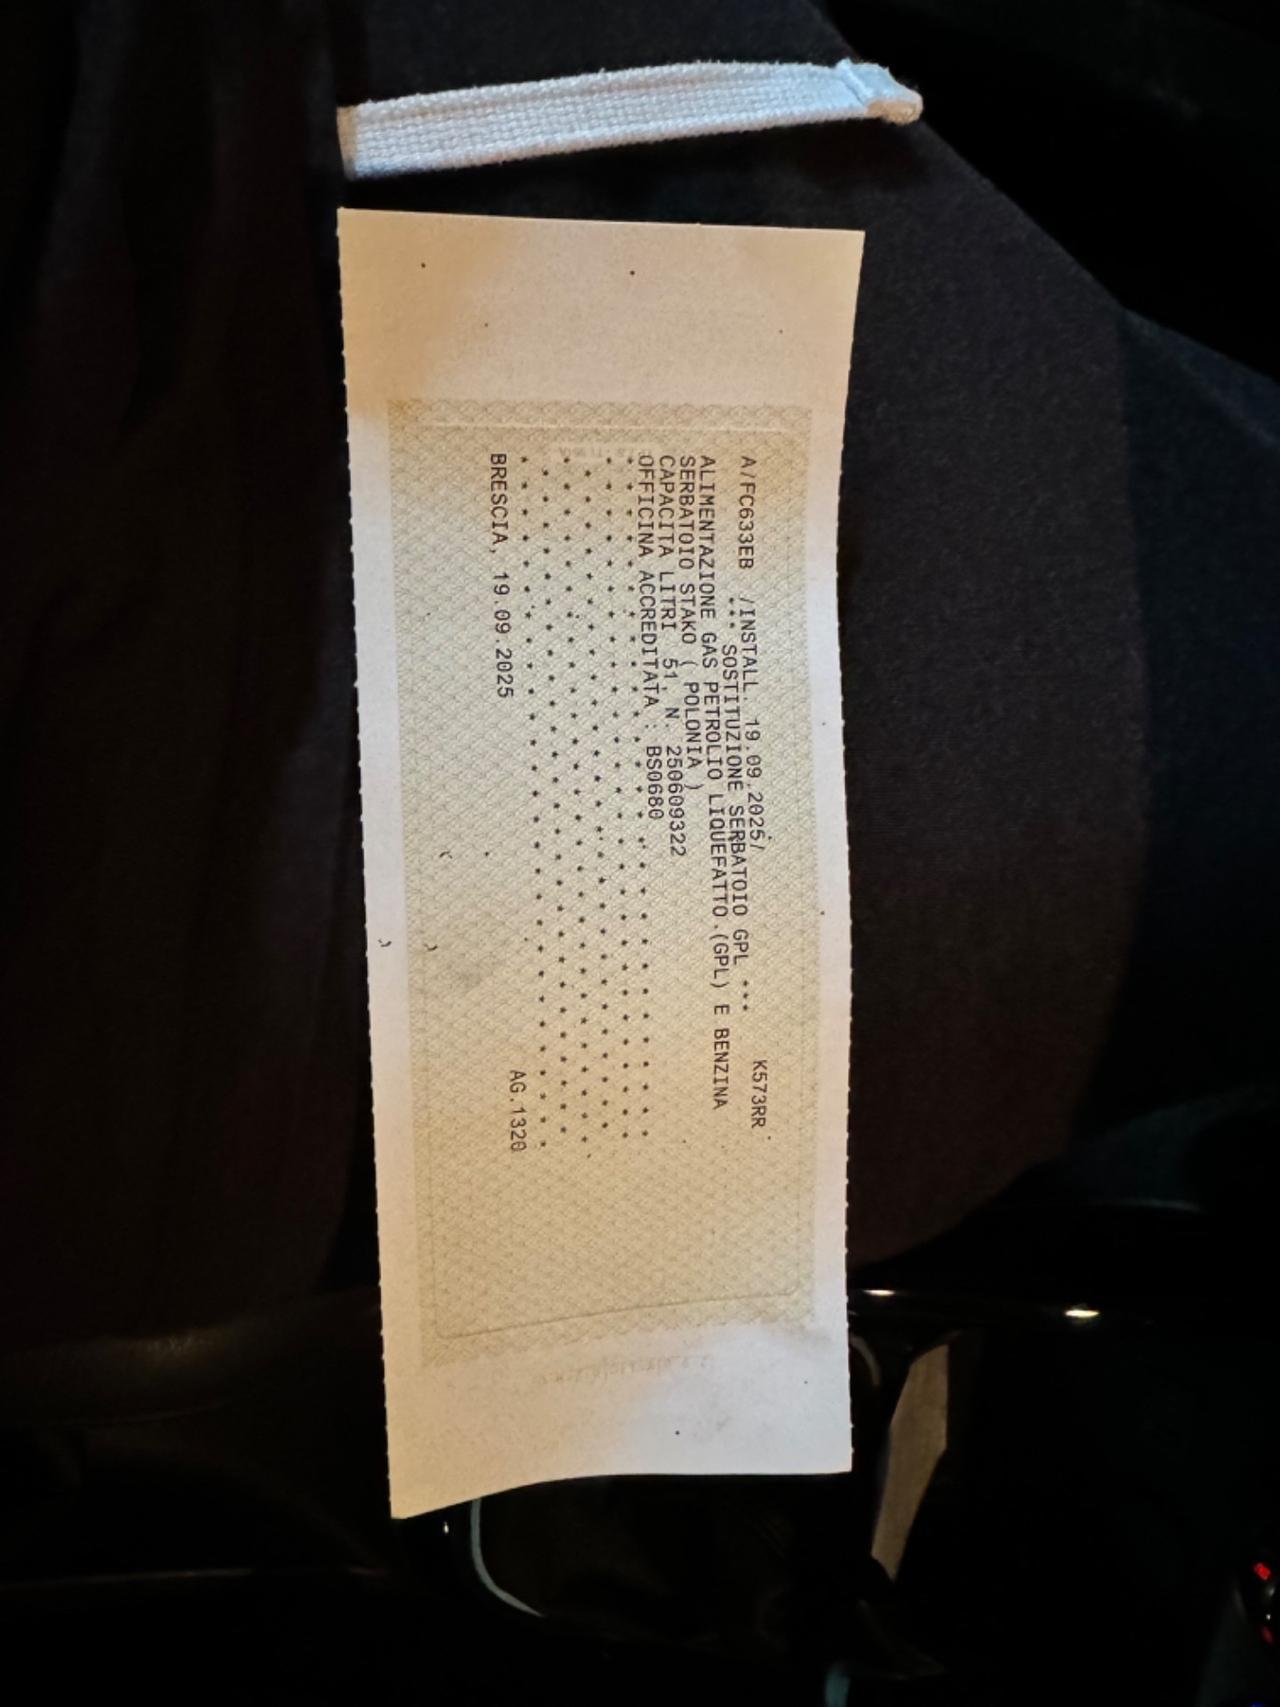 A/FC633EB /INSTALL. 19.09.2025/ K573RR
*** SOSTITUZIONE SERBATOIO GPL ***
ALIMENTAZIONE GAS PETROLIO LIQUEFATTO (GPL) E BENZINA
SERBATOIO STAKO ( POLONIA )
CAPACITA LITRI 51, N. 250609322
OFFICINA ACCREDITATA : BS0680
BRESCIA, 19.09.2025 AG.1320